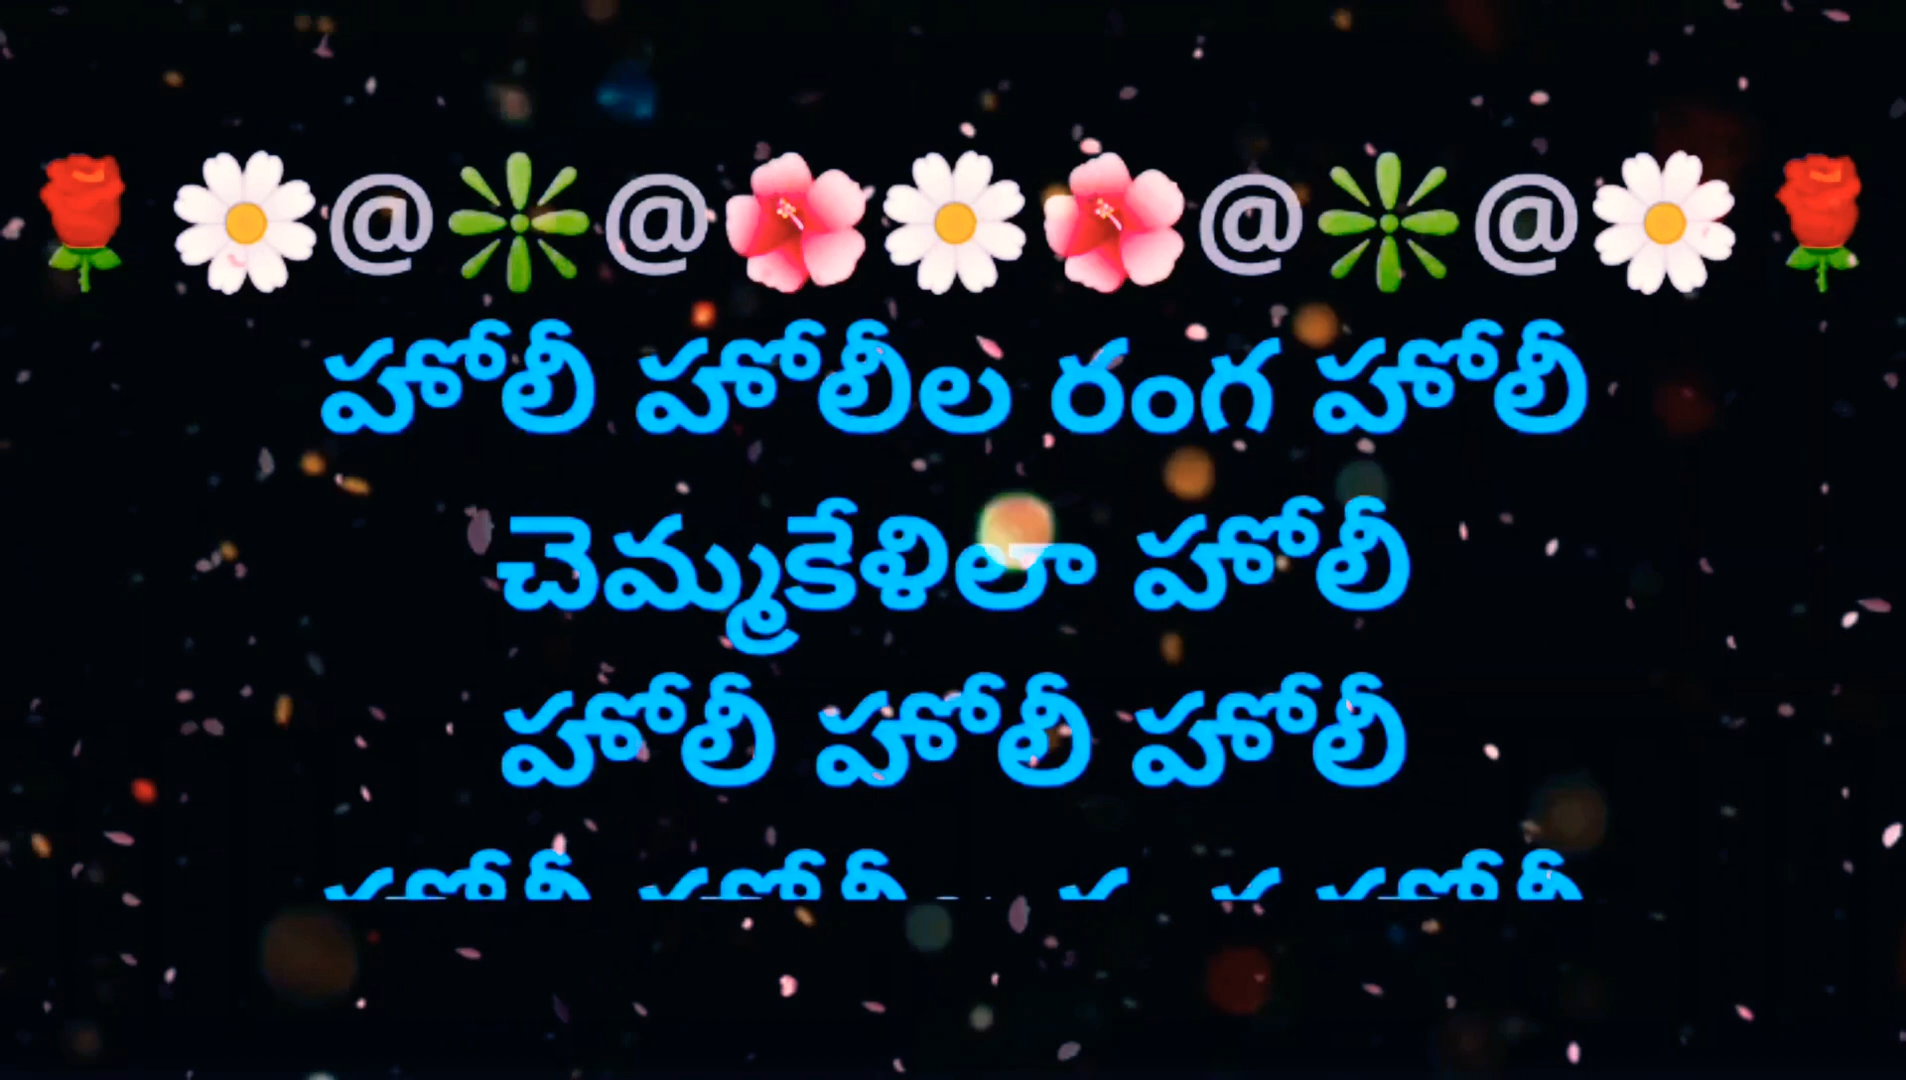 @ @ @ @
హోలీ హోలీల రంగ హోలీ
చెమ్మకేళిలా హోలీ
హోలీ హోలీ హోలీ